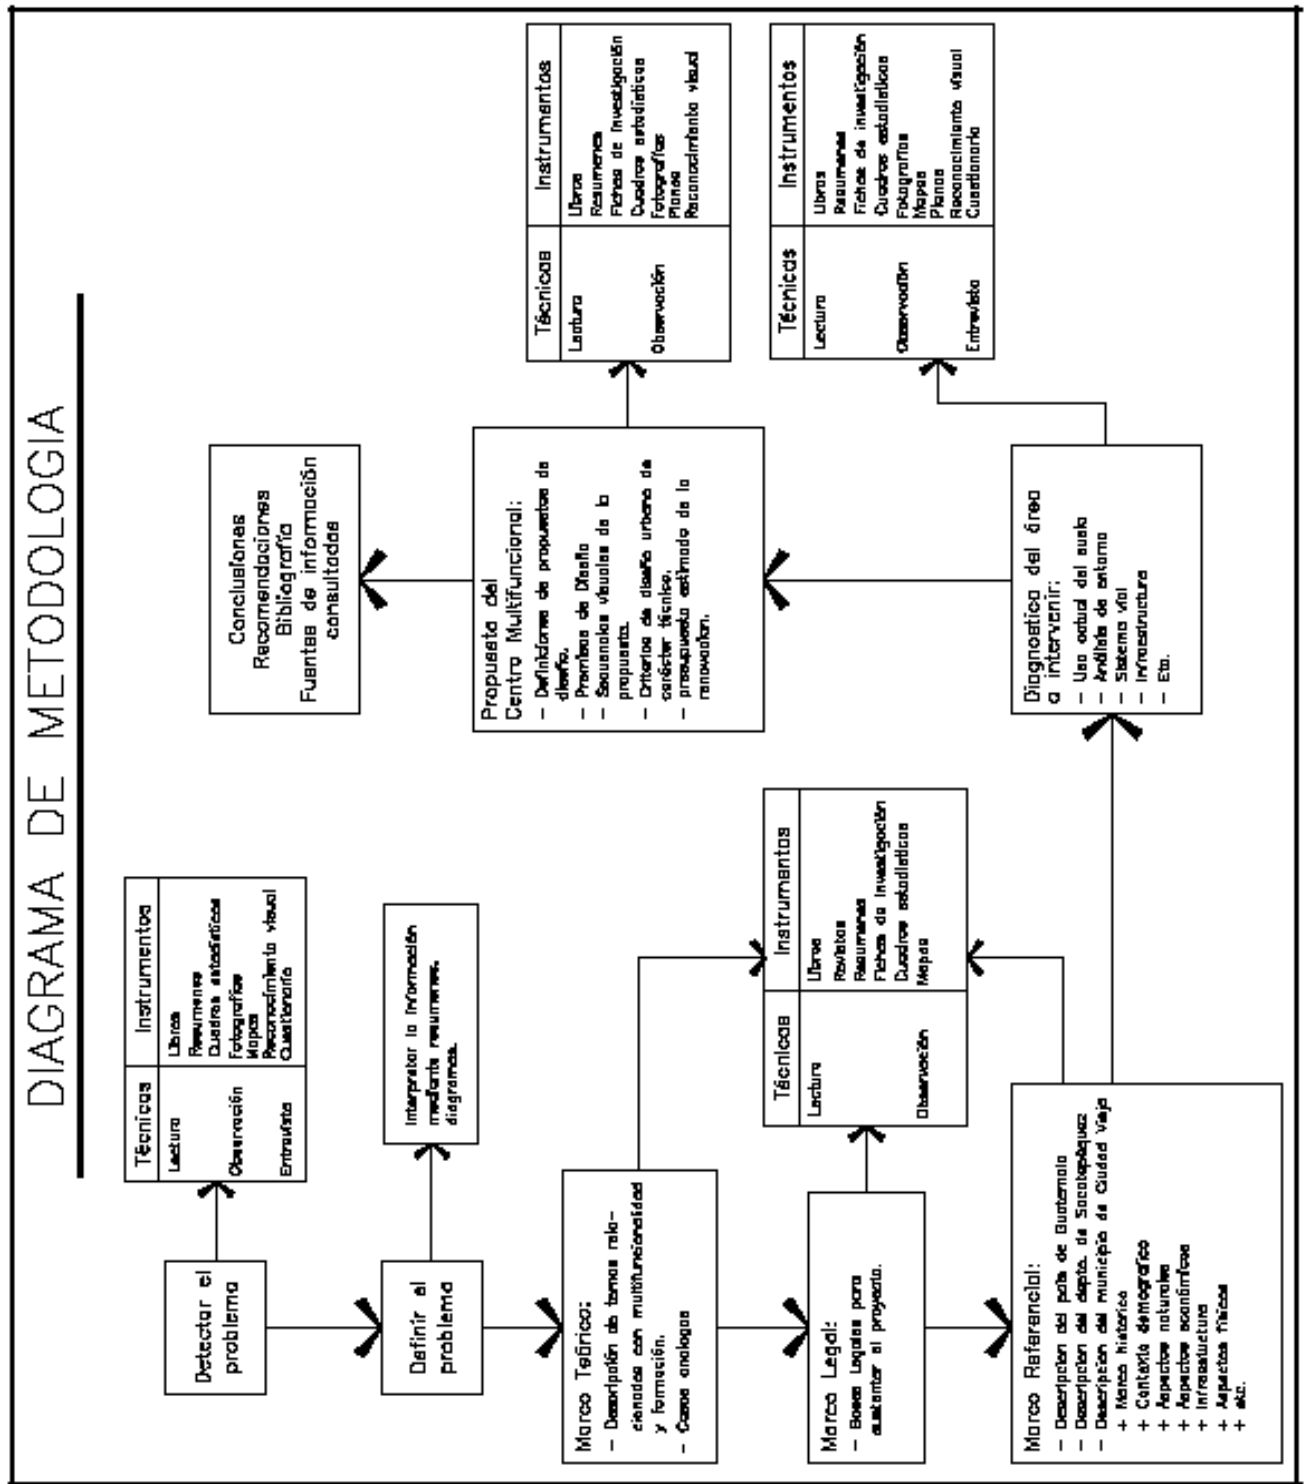 DIAGRAMA DE METODOLOGIA
Detectar el
problema
Técnicas
Instrumentos
Lectura
Observación
Entrevista
Libros
Resumenes
Cuadros estadísticos
Fotografías
Mapas
Reconocimiento visual
Cuestionario
Definir el
problema
Interpretar la información
mediante resumenes.
diagramas.
Marco Teórico:
- Descripción de temas rela-
cionados con multifuncionalidad
y formación.
- Casos analogos
Marco Legal:
- Bases Legales para
sustentar el proyecto.
Marco Referencial:
- Descripcion del país de Guatemala
- Descripcion del depto. de Sacatepéquez
- Descripcion del municipio de Ciudad Vieja
+ Marco historico
+ Contexto demografico
+ Aspectos naturales
+ Aspectos económicos
+ Infraestuctura
+ Aspectos físicos
+ etc.
Técnicas
Instrumentos
Lectura
Observación
Libros
Revistas
Resumenes
Fichas de investigación
Cuadros estadísticos
Mapas
Diagnostico del área
a intervenir:
- Uso actual del suelo
- Análisis de entorno
- Sistema vial
- Infraestructura
- Etc.
Técnicas
Instrumentos
Lectura
Observación
Entrevista
Libros
Resumenes
Fichas de investigación
Cuadros estadísticos
Fotografías
Mapas
Planos
Reconocimiento visual
Cuestionario
Propuesta del
Centro Multifuncional:
- Definiciones de propuestas de
diseño.
- Premisas de Diseño
- Secuencias visuales de la
propuesta.
- Criterios de diseño urbano de
carácter técnico.
- presupuesto estimado de la
renovacion.
Técnicas
Instrumentos
Lectura
Observación
Libros
Resumenes
Fichas de investigación
Cuadros estadísticos
Fotografías
Planos
Reconocimiento visual
Conclusiones
Recomendaciones
Bibliografía
Fuentes de información
consultadas